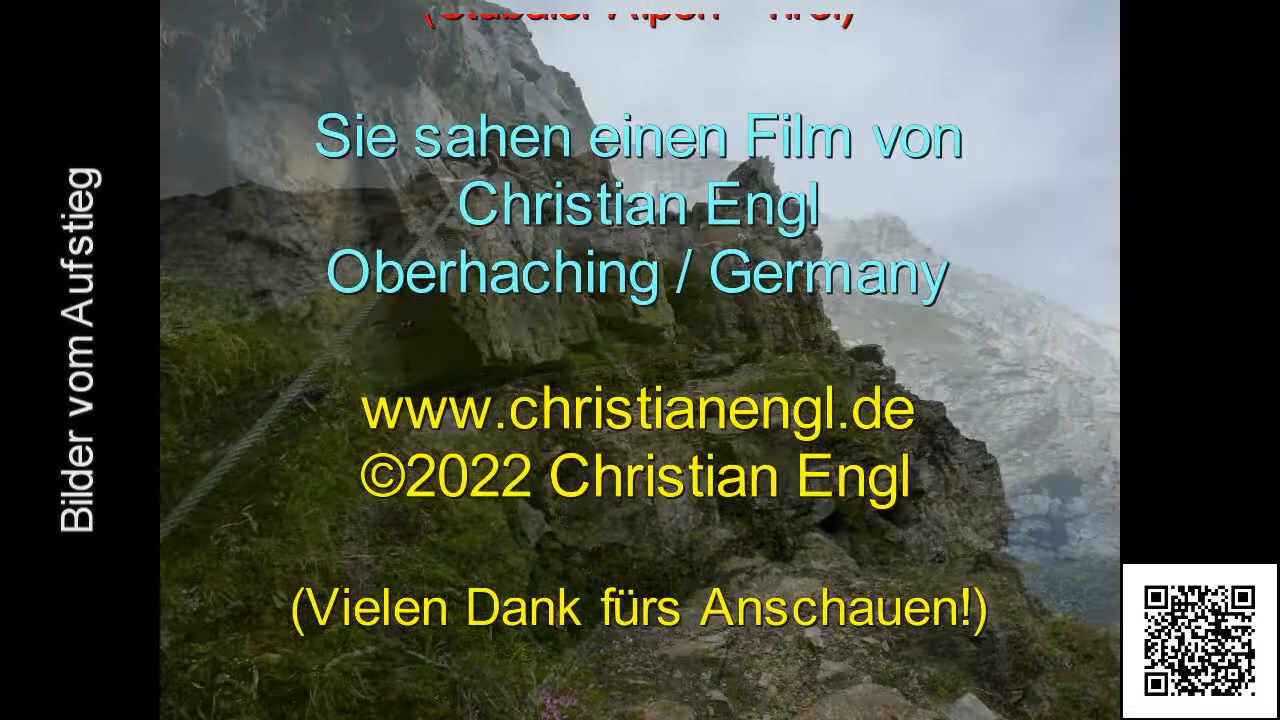 Sie sahen einen Film von
Christian Engl
Oberhaching / Germany
www.christianengl.de
©2022 Christian Engl
(Vielen Dank fürs Anschauen!)
Bilder vom Aufstieg